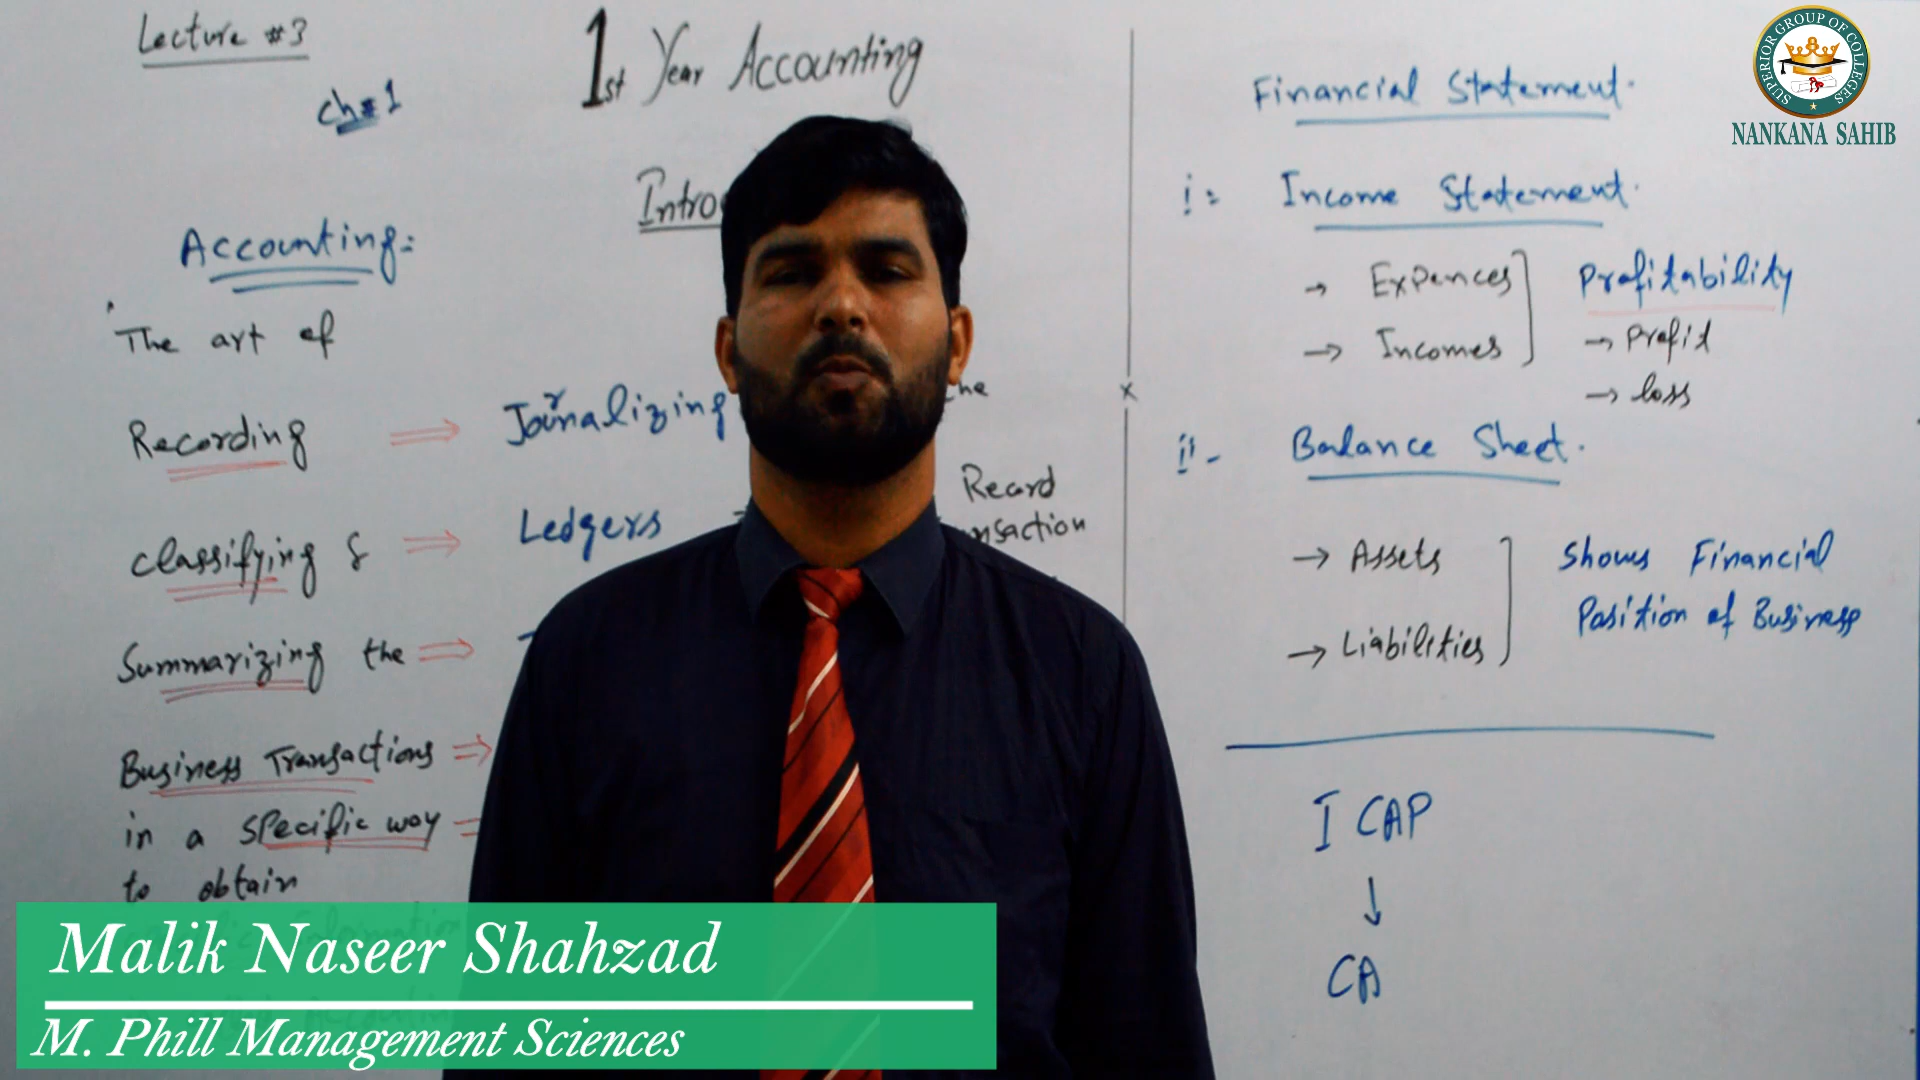 Lecture #3
1st Year Accounting
Ch#1
Intro
Accounting:
The art of
Recording ⇒ Journalizing
Classifying & ⇒ Ledgers
Summarizing the ⇒
Business Transactions ⇒
in a specific way
to obtain
Record
Financial Statement.
i: Income Statement.
→ Expences
→ Incomes
Profitability
→ Profit
→ loss
ii- Balance Sheet.
→ Assets
→ Liabilities
Shows Financial
Position of Business
I CAP
↓
CA
SUPERIOR GROUP OF COLLEGES
NANKANA SAHIB
Malik Naseer Shahzad
M. Phill Management Sciences